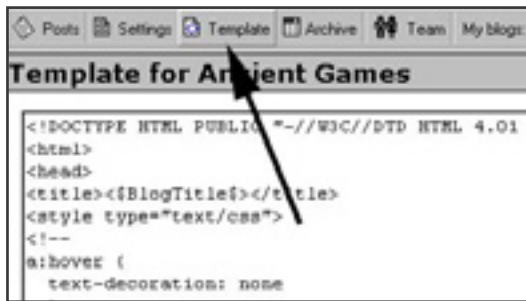 Posts Settings Template Archive Team My blogs:
Template for Ancient Games
<!DOCTYPE HTML PUBLIC "-//W3C//DTD HTML 4.01
<html>
<head>
<title><$BlogTitle$></title>
<style type="text/css">
<!--
a:hover {
text-decoration: none